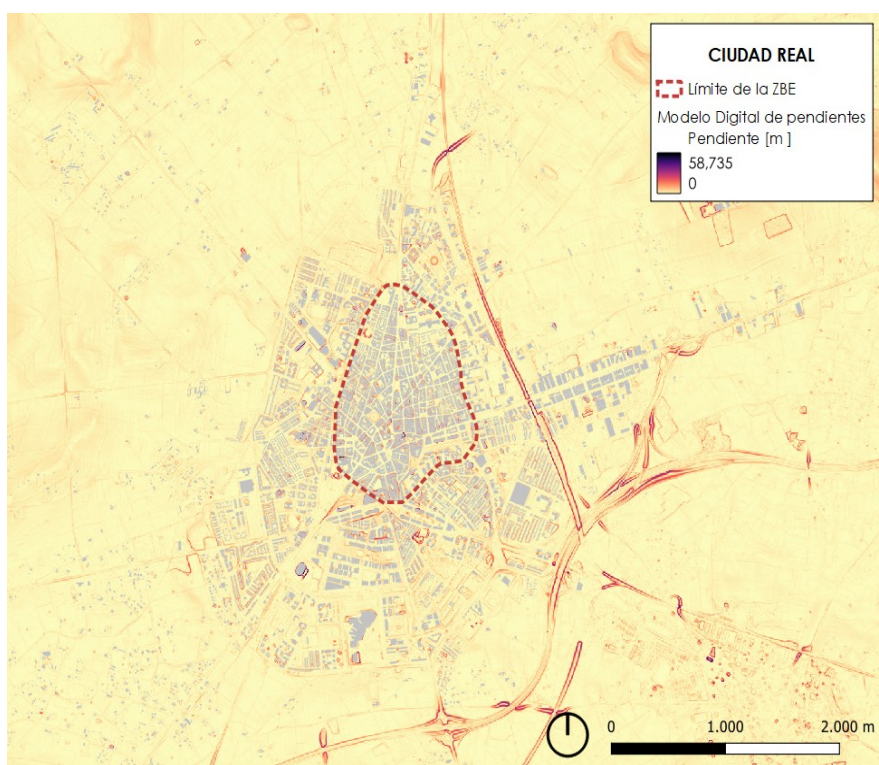 CIUDAD REAL
Límite de la ZBE
Modelo Digital de pendientes
Pendiente [m ]
58,735
0
0 1.000 2.000 m